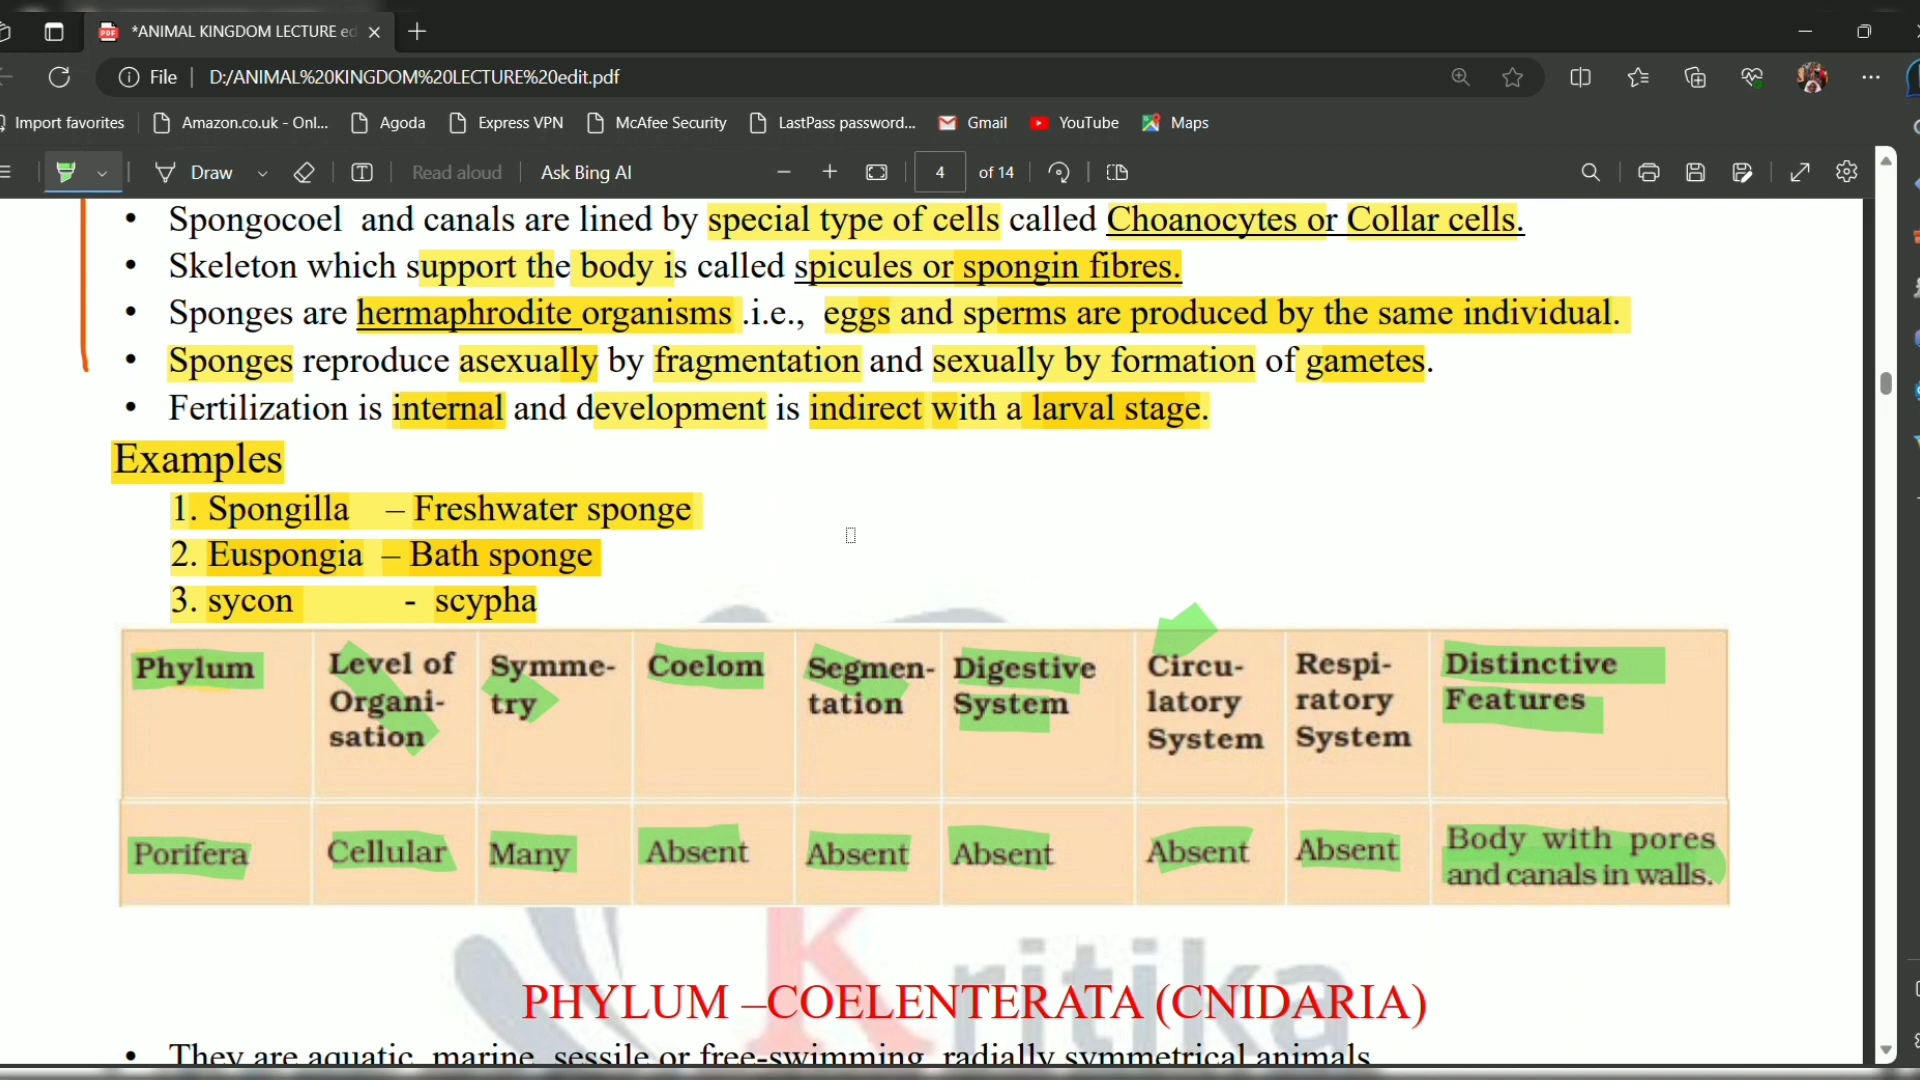 *ANIMAL KINGDOM LECTURE ed
File D:/ANIMAL%20KINGDOM%20LECTURE%20edit.pdf
Import favorites Amazon.co.uk - Onl... Agoda Express VPN McAfee Security LastPass password... Gmail YouTube Maps
Draw Read aloud Ask Bing AI 4 of 14
• Spongocoel and canals are lined by special type of cells called Choanocytes or Collar cells.
• Skeleton which support the body is called spicules or spongin fibres.
• Sponges are hermaphrodite organisms .i.e., eggs and sperms are produced by the same individual.
• Sponges reproduce asexually by fragmentation and sexually by formation of gametes.
• Fertilization is internal and development is indirect with a larval stage.
Examples
1. Spongilla – Freshwater sponge
2. Euspongia – Bath sponge
3. sycon - scypha
Phylum Level of Symme- Coelom Segmen- Digestive Circu- Respi- Distinctive
Organi- try tation System latory ratory Features
sation System System
Porifera Cellular Many Absent Absent Absent Absent Absent Body with pores
and canals in walls.
Kritika
PHYLUM –COELENTERATA (CNIDARIA)
• They are aquatic, marine, sessile or free-swimming, radially symmetrical animals